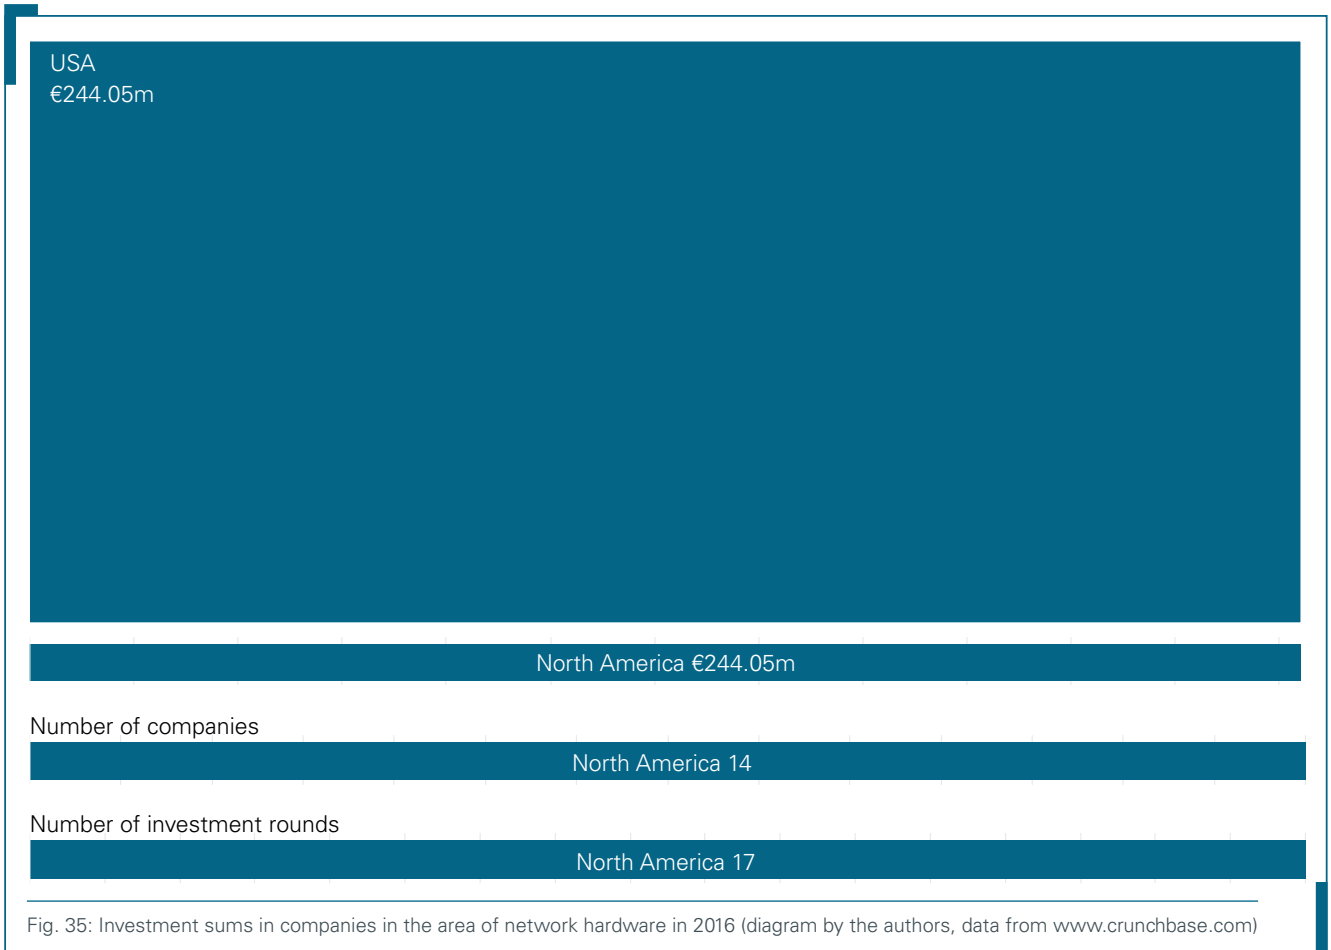 USA
€244.05m
North America €244.05m
Number of companies
North America 14
Number of investment rounds
North America 17
Fig. 35: Investment sums in companies in the area of network hardware in 2016 (diagram by the authors, data from www.crunchbase.com)